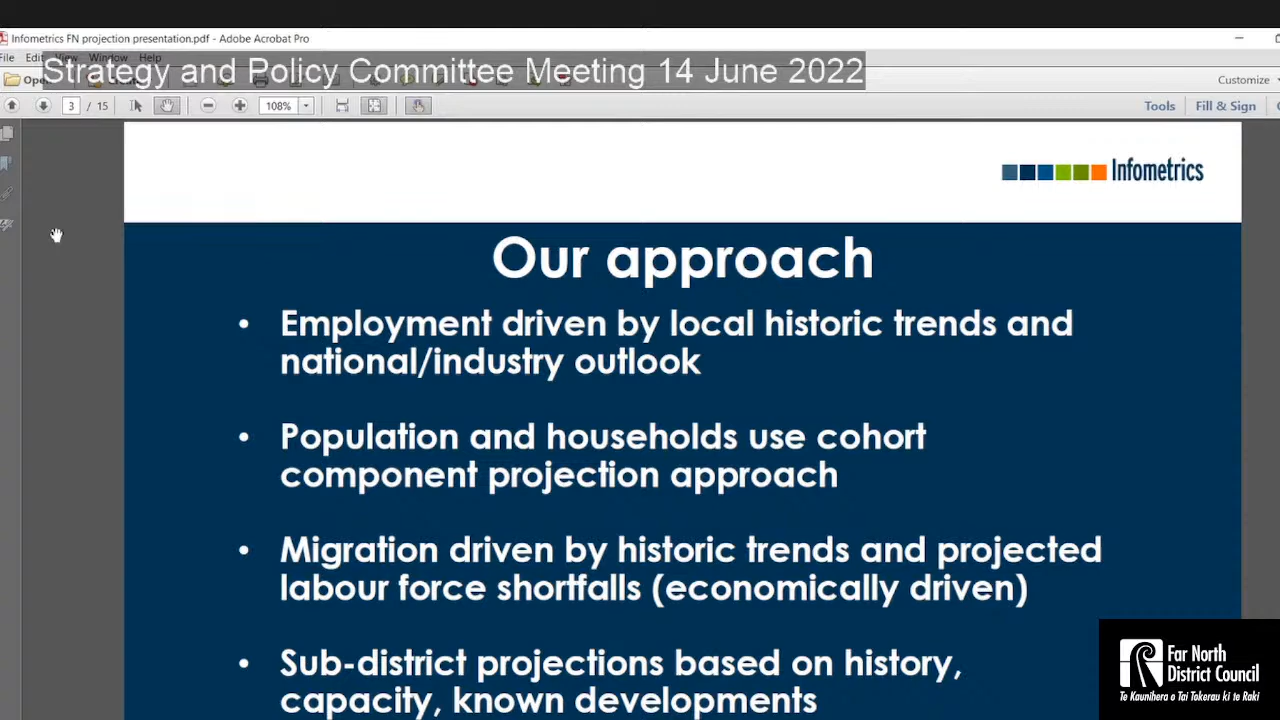 Infometrics FN projection presentation.pdf - Adobe Acrobat Pro
File Edit View Window Help
Strategy and Policy Committee Meeting 14 June 2022
Customize
3 / 15 108% Tools Fill & Sign
Infometrics
Our approach
• Employment driven by local historic trends and
national/industry outlook
• Population and households use cohort
component projection approach
• Migration driven by historic trends and projected
labour force shortfalls (economically driven)
• Sub-district projections based on history,
capacity, known developments
Far North
District Council
Te Kaunihera o Tai Tokerau ki te Raki